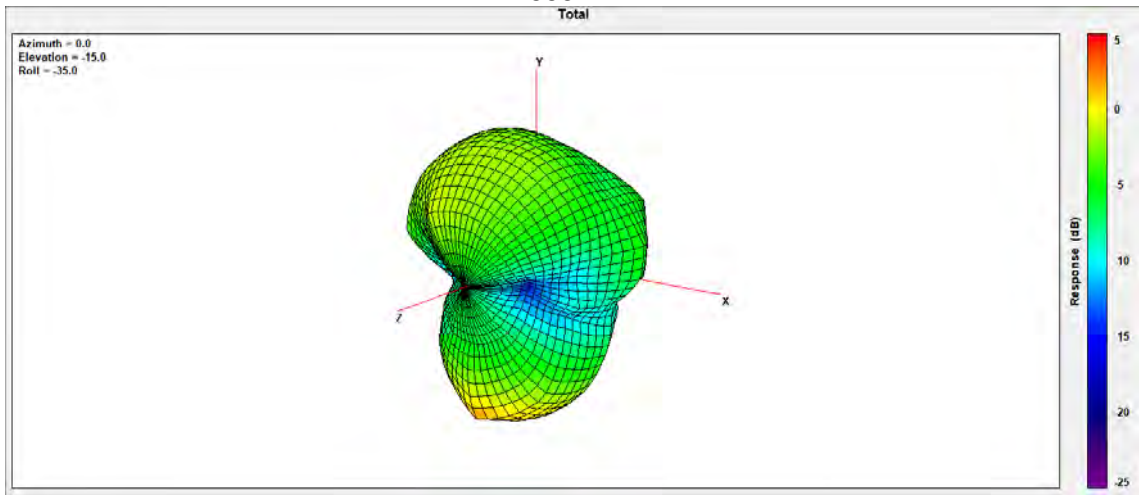 Total
Azimuth = 0.0
Elevation = -15.0
Roll = -35.0
Y
X
Z
Response (dB)
5
0
5
10
15
-20
-25